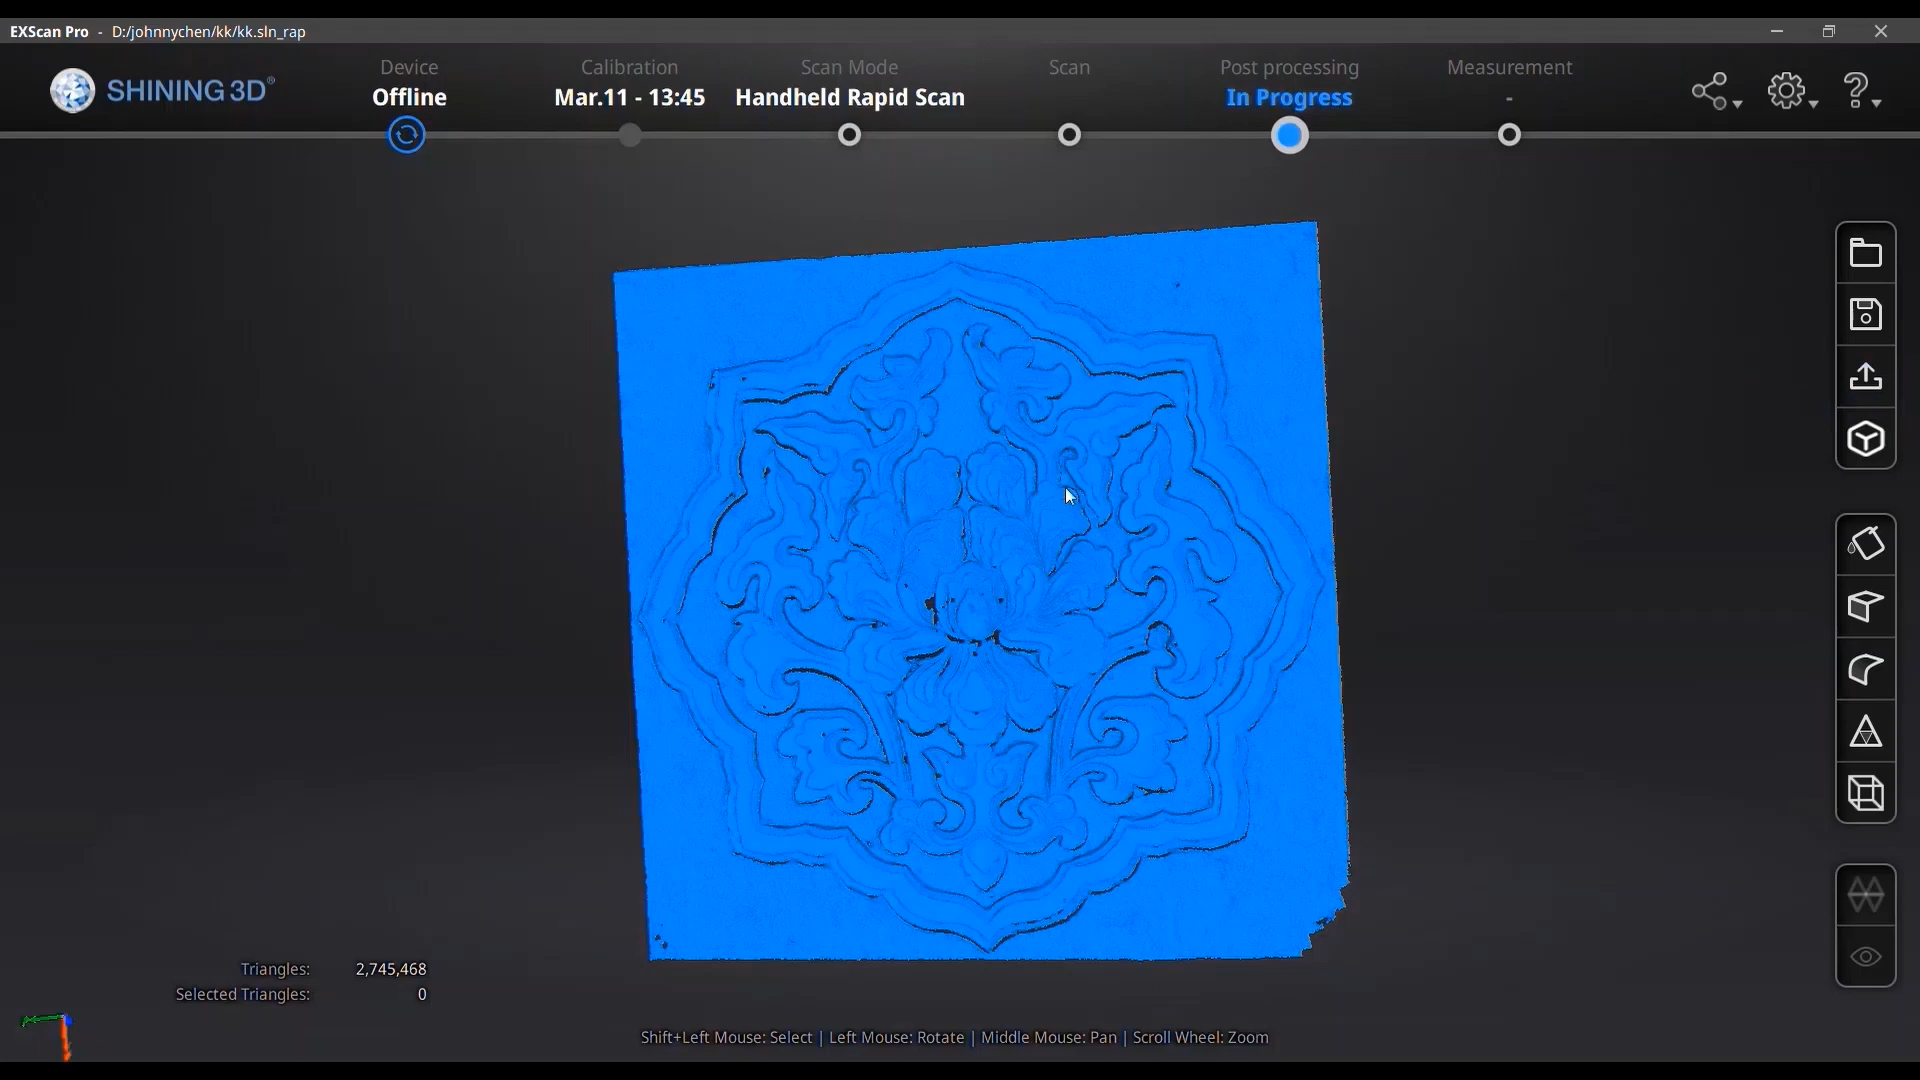 EXScan Pro - D:/johnnychen/kk/kk.sln_rap
SHINING 3D®
Device
Offline
Calibration
Mar.11 - 13:45
Scan Mode
Handheld Rapid Scan
Scan
Post processing
In Progress
Measurement
-
Triangles: 2,745,468
Selected Triangles: 0
Shift+Left Mouse: Select | Left Mouse: Rotate | Middle Mouse: Pan | Scroll Wheel: Zoom